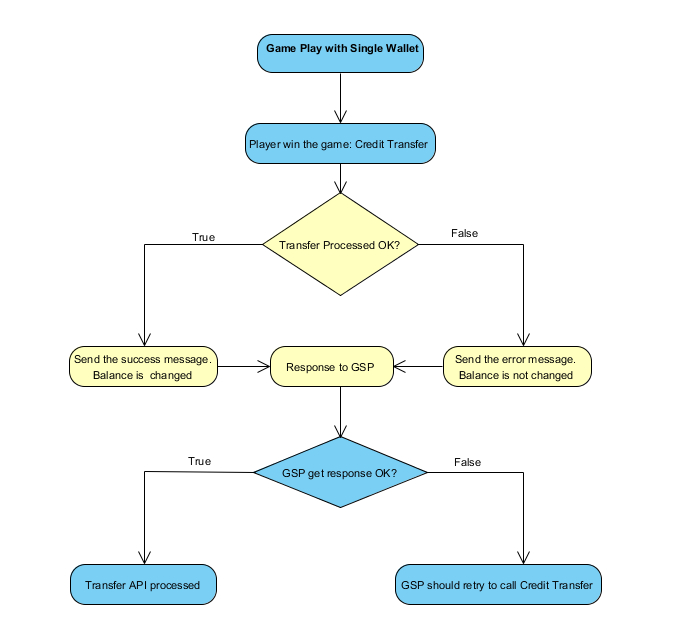 Game Play with Single Wallet
Player win the game: Credit Transfer
Transfer Processed OK?
True
False
Send the success message.
Balance is  changed
Response to GSP
Send the error message.
Balance is not changed
GSP get response OK?
True
False
Transfer API processed
GSP should retry to call Credit Transfer